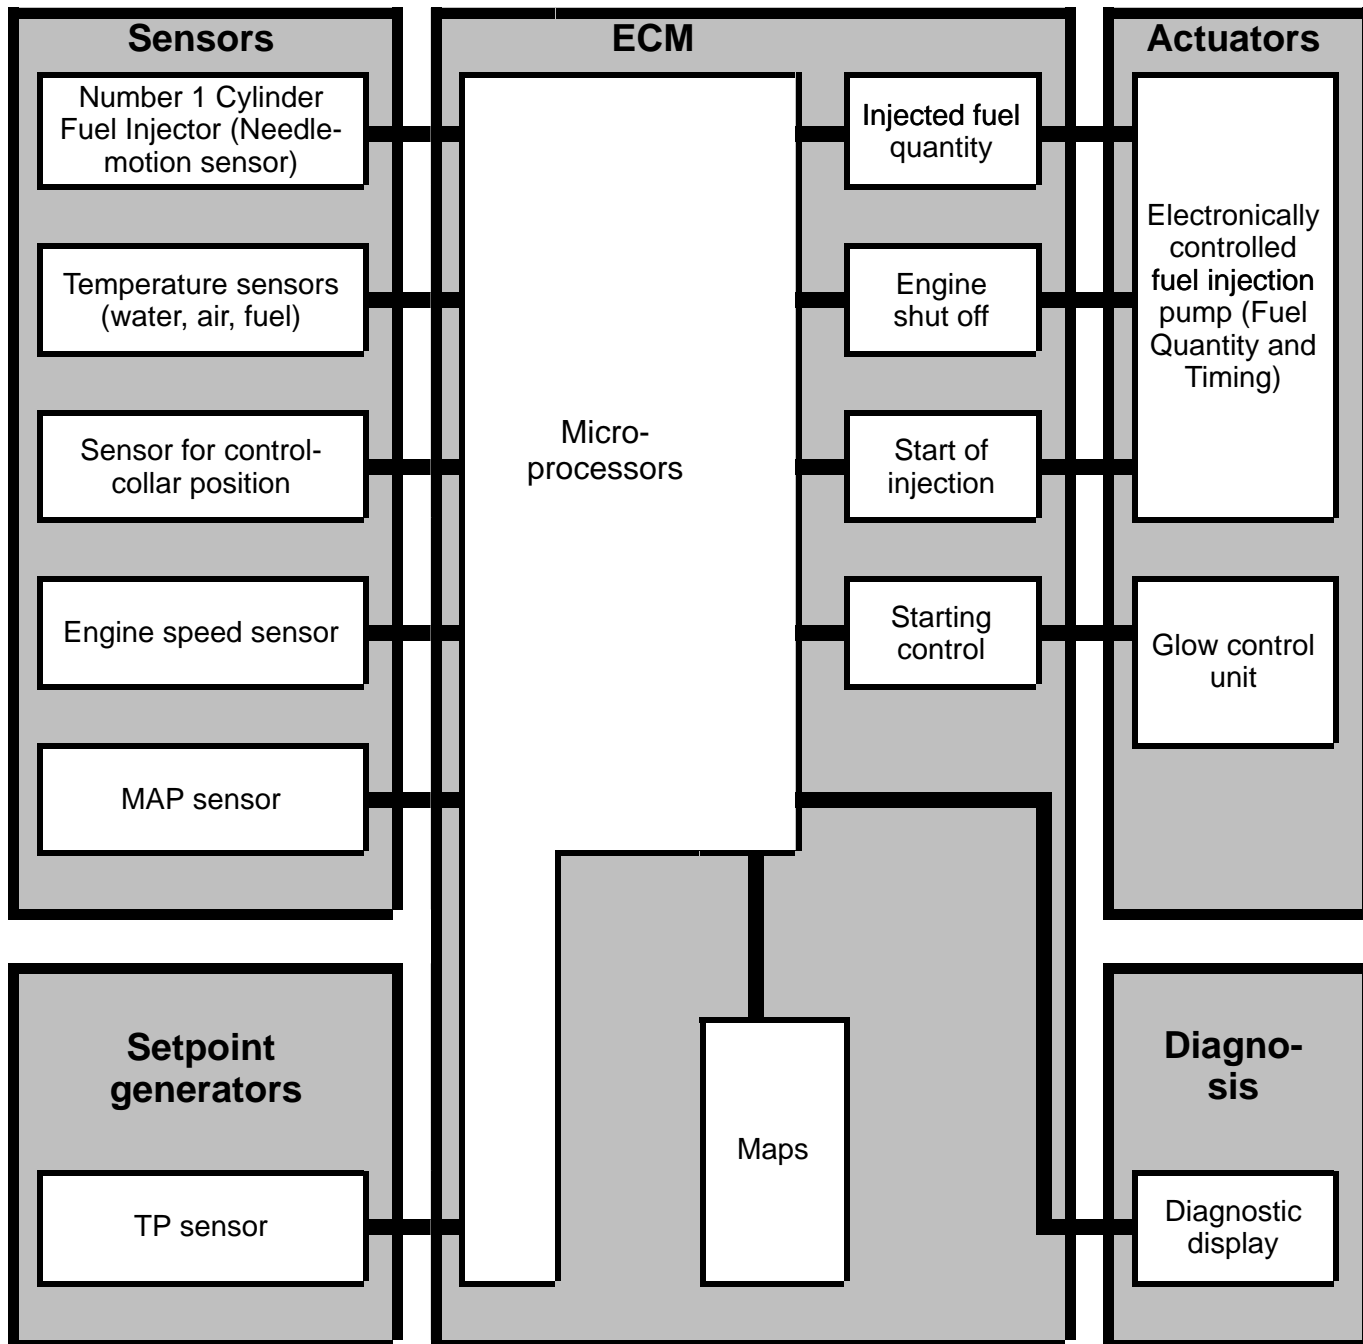 Sensors
Number 1 Cylinder
Fuel Injector (Needle-
motion sensor)
Temperature sensors
(water, air, fuel)
Sensor for control-
collar position
Engine speed sensor
MAP sensor
Setpoint
generators
TP sensor
ECM
Micro-
processors
Injected fuel
quantity
Engine
shut off
Start of
injection
Starting
control
Maps
Actuators
Electronically
controlled
fuel injection
pump (Fuel
Quantity and
Timing)
Glow control
unit
Diagno-
sis
Diagnostic
display